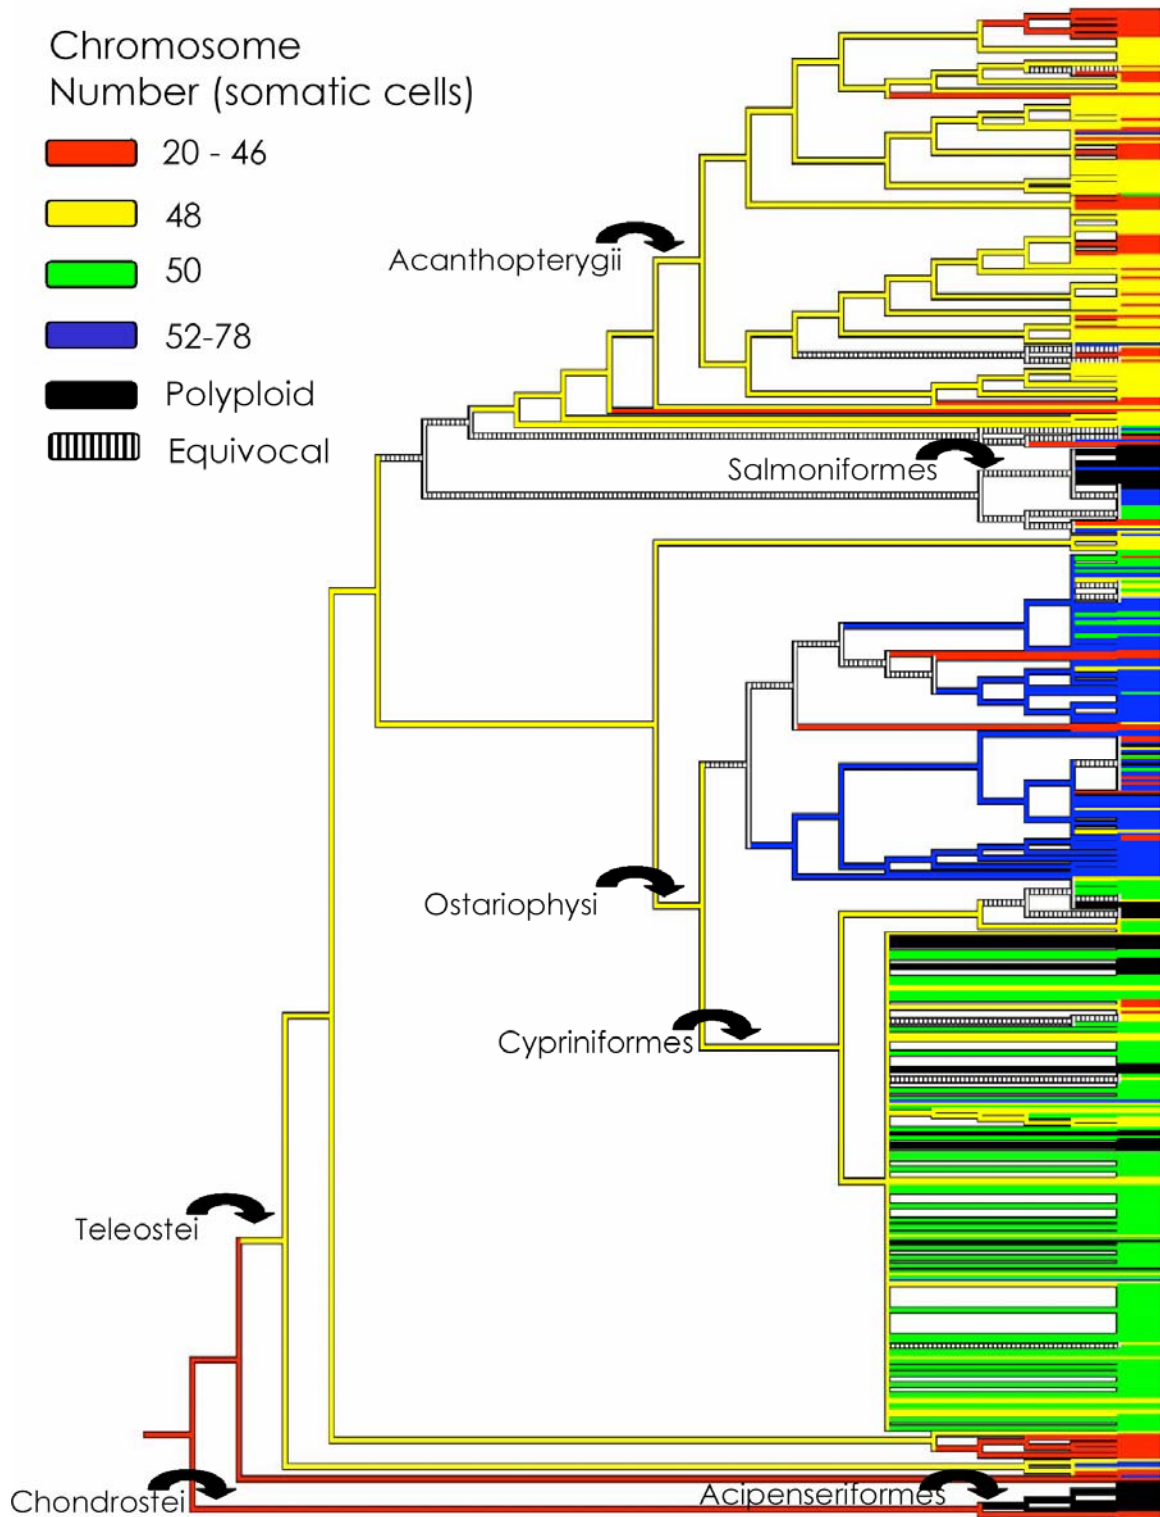 Chromosome
Number (somatic cells)
20 - 46
48
50
52-78
Polyploid
Equivocal
Acanthopterygii
Salmoniformes
Ostariophysi
Cypriniformes
Teleostei
Chondrostei
Acipenseriformes